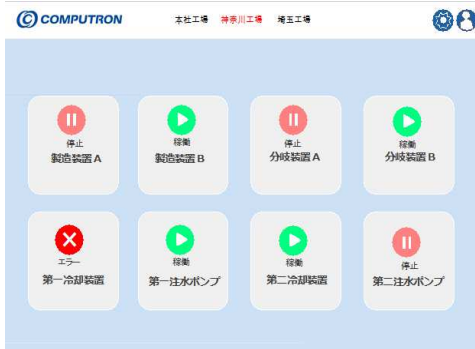 COMPUTRON 本社工場 神奈川工場 埼玉工場
停止 稼働 停止 稼働
製造装置A 製造装置B 分岐装置A 分岐装置B
エラー 稼働 稼働 停止
第一冷却装置 第一注水ポンプ 第二冷却装置 第二注水ポンプ